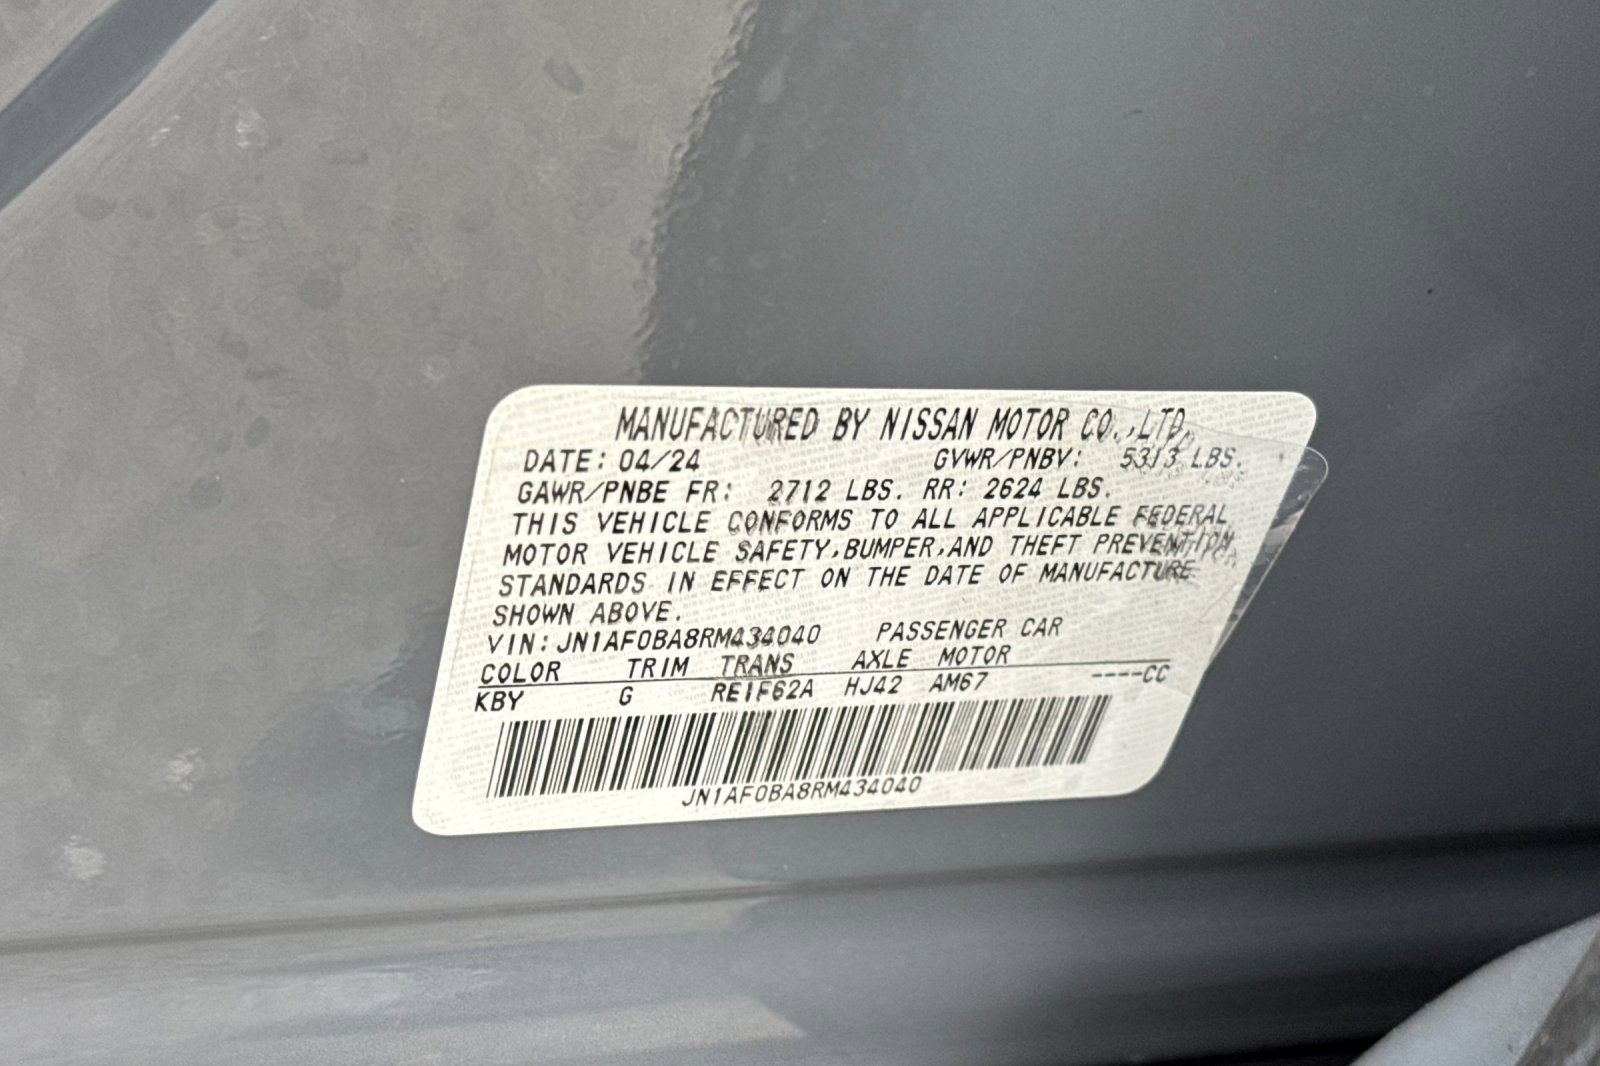 MANUFACTURED BY NISSAN MOTOR CO.,LTD.
DATE: 04/24 GVWR/PNBV: 5313 LBS.
GAWR/PNBE FR: 2712 LBS. RR: 2624 LBS.
THIS VEHICLE CONFORMS TO ALL APPLICABLE FEDERAL
MOTOR VEHICLE SAFETY,BUMPER,AND THEFT PREVENTION
STANDARDS IN EFFECT ON THE DATE OF MANUFACTURE
SHOWN ABOVE.
VIN: JN1AF0BA8RM434040 PASSENGER CAR
COLOR TRIM TRANS AXLE MOTOR
KBY G RE1F62A HJ42 AM67 ----CC
JN1AF0BA8RM434040